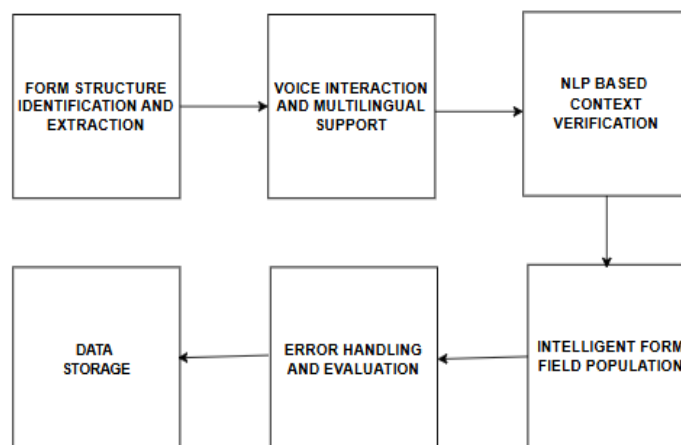 FORM STRUCTURE
IDENTIFICATION AND
EXTRACTION
VOICE INTERACTION
AND MULTILINGUAL
SUPPORT
NLP BASED
CONTEXT
VERIFICATION
DATA
STORAGE
ERROR HANDLING
AND EVALUATION
INTELLIGENT FORM
FIELD POPULATION